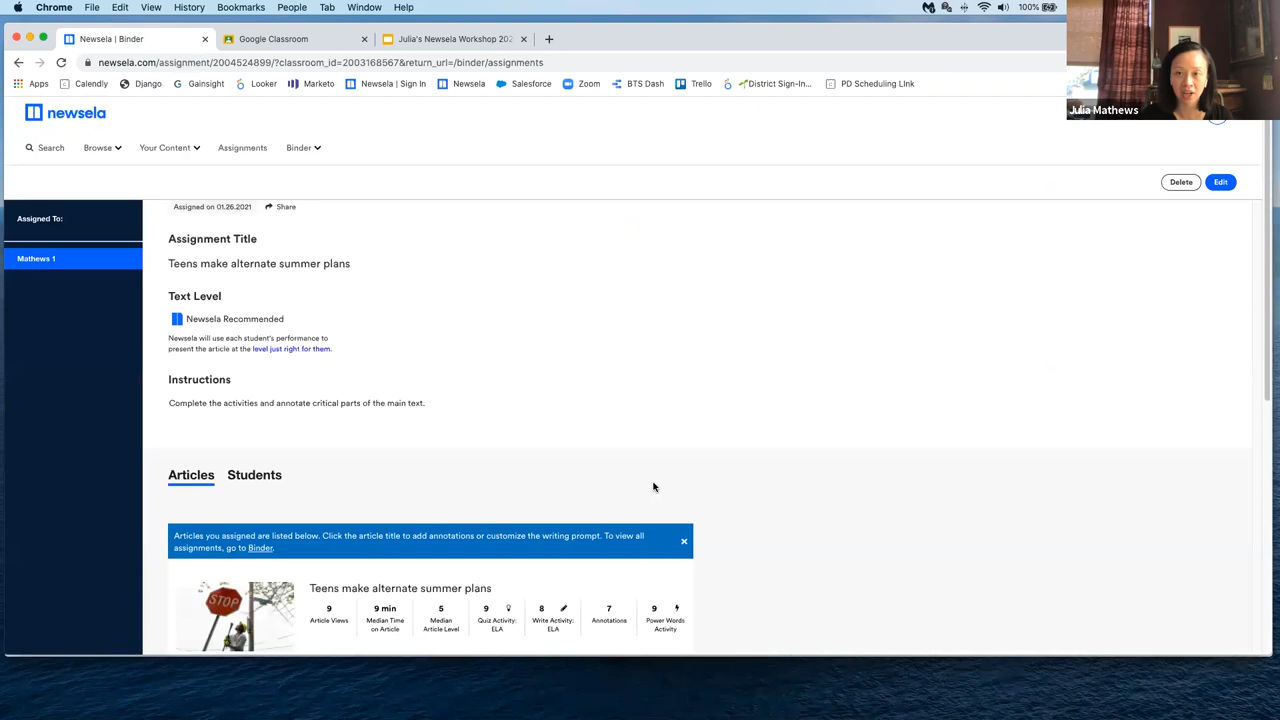 Chrome File Edit View History Bookmarks People Tab Window Help 100%
Newsela | Binder Google Classroom Julia's Newsela Workshop 202
newsela.com/assignment/2004524899/?classroom_id=2003168567&return_url=/binder/assignments
Apps Calendly Django Gainsight Looker Marketo Newsela | Sign In Newsela Salesforce Zoom BTS Dash Trello District Sign-In... PD Scheduling LInk
Julia Mathews
newsela
Search Browse Your Content Assignments Binder
Delete Edit
Assigned To:
Mathews 1
Assigned on 01.26.2021 Share
Assignment Title
Teens make alternate summer plans
Text Level
Newsela Recommended
Newsela will use each student's performance to
present the article at the level just right for them.
Instructions
Complete the activities and annotate critical parts of the main text.
Articles Students
Articles you assigned are listed below. Click the article title to add annotations or customize the writing prompt. To view all
assignments, go to Binder.
Teens make alternate summer plans
9 9 min 5 9 8 7 9
Article Views Median Time Median Quiz Activity: Write Activity: Annotations Power Words
on Article Article Level ELA ELA Activity
STOP